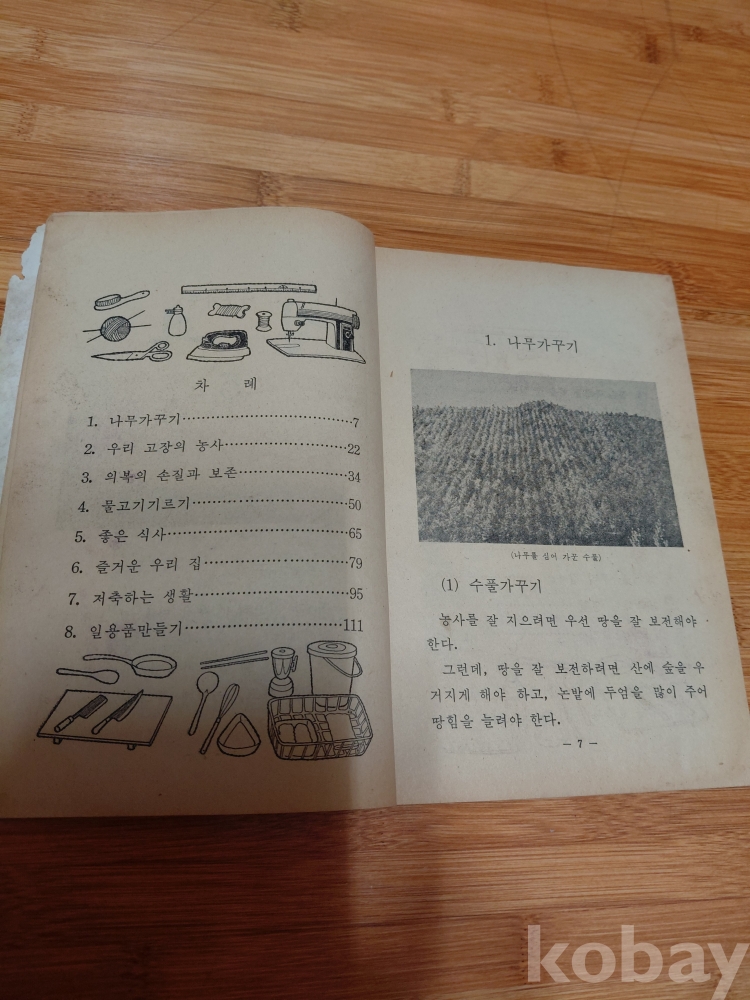 차 례
1. 나무가꾸기……………………………7
2. 우리 고장의 농사……………………22
3. 의복의 손질과 보존…………………34
4. 물고기기르기…………………………50
5. 좋은 식사……………………………65
6. 즐거운 우리 집………………………79
7. 저축하는 생활………………………95
8. 일용품만들기…………………………111
1. 나무가꾸기
(나무를 심어 가꾼 수풀)
(1) 수풀가꾸기
농사를 잘 지으려면 우선 땅을 잘 보전해야
한다.
그런데, 땅을 잘 보전하려면 산에 숲을 우
거지게 해야 하고, 논밭에 두엄을 많이 주어
땅힘을 늘려야 한다.
— 7 —
kobay